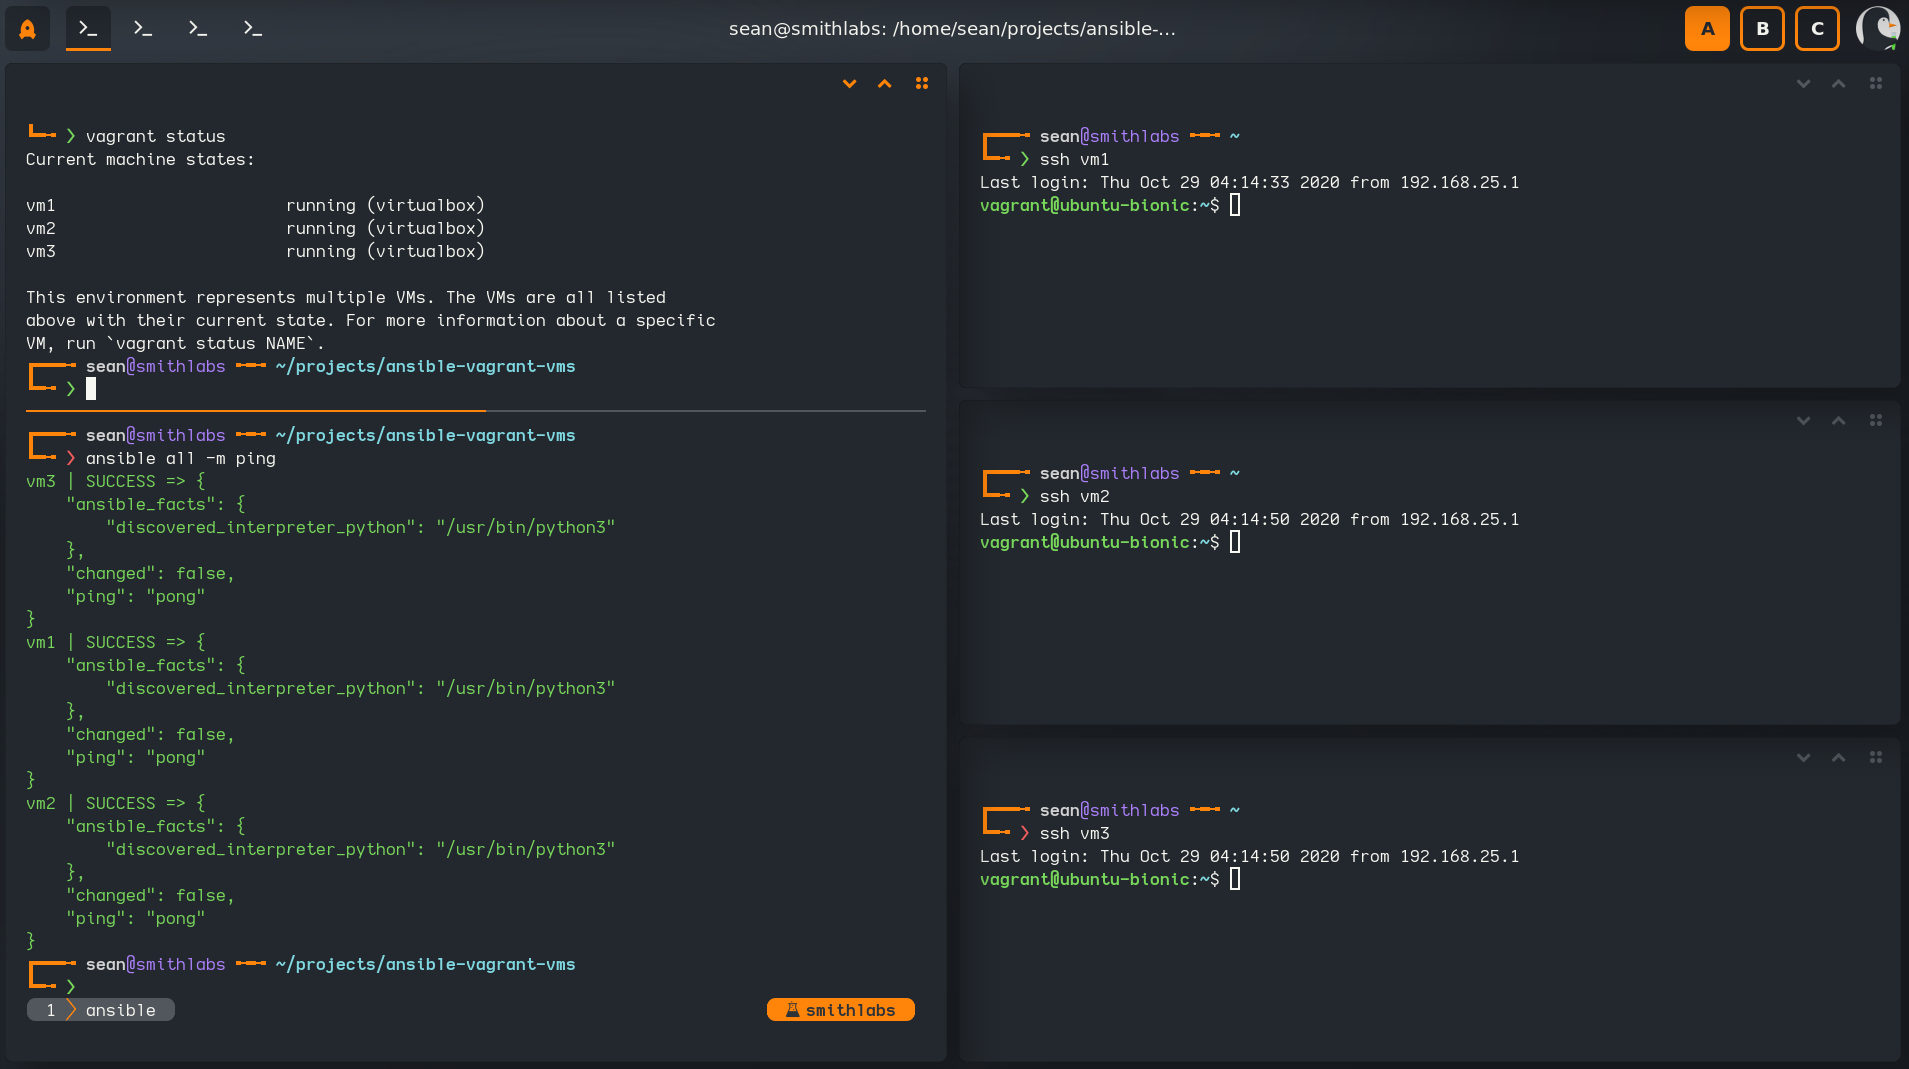 sean@smithlabs: /home/sean/projects/ansible-...
A B C
❯ vagrant status
Current machine states:
vm1 running (virtualbox)
vm2 running (virtualbox)
vm3 running (virtualbox)
This environment represents multiple VMs. The VMs are all listed
above with their current state. For more information about a specific
VM, run `vagrant status NAME`.
sean@smithlabs ~/projects/ansible-vagrant-vms
❯
sean@smithlabs ~/projects/ansible-vagrant-vms
❯ ansible all -m ping
vm3 | SUCCESS => {
"ansible_facts": {
"discovered_interpreter_python": "/usr/bin/python3"
},
"changed": false,
"ping": "pong"
}
vm1 | SUCCESS => {
"ansible_facts": {
"discovered_interpreter_python": "/usr/bin/python3"
},
"changed": false,
"ping": "pong"
}
vm2 | SUCCESS => {
"ansible_facts": {
"discovered_interpreter_python": "/usr/bin/python3"
},
"changed": false,
"ping": "pong"
}
sean@smithlabs ~/projects/ansible-vagrant-vms
❯
1 ansible smithlabs
sean@smithlabs ~
❯ ssh vm1
Last login: Thu Oct 29 04:14:33 2020 from 192.168.25.1
vagrant@ubuntu-bionic:~$
sean@smithlabs ~
❯ ssh vm2
Last login: Thu Oct 29 04:14:50 2020 from 192.168.25.1
vagrant@ubuntu-bionic:~$
sean@smithlabs ~
❯ ssh vm3
Last login: Thu Oct 29 04:14:50 2020 from 192.168.25.1
vagrant@ubuntu-bionic:~$